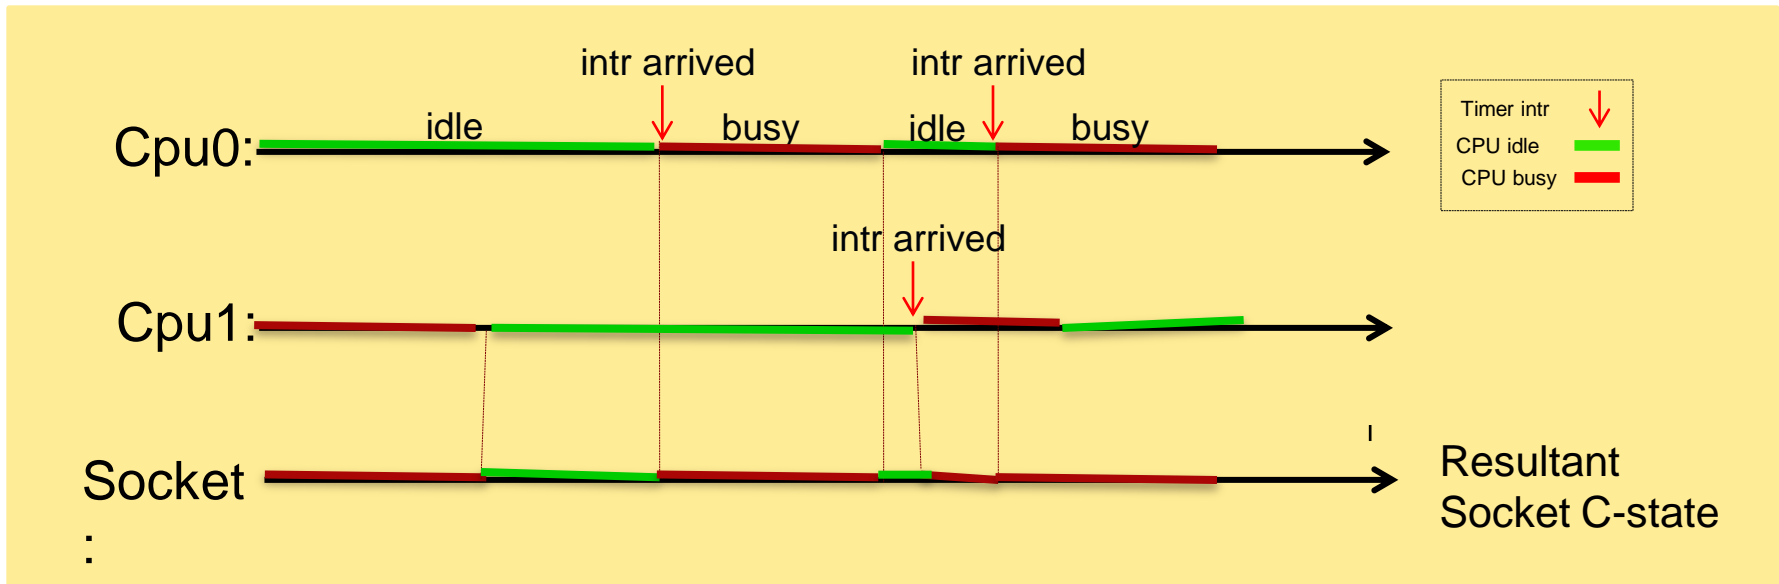 intr arrived
intr arrived
Timer intr
CPU idle
CPU busy
Cpu0:
idle
busy
idle
busy
intr arrived
Cpu1:
Socket
:
Resultant
Socket C-state